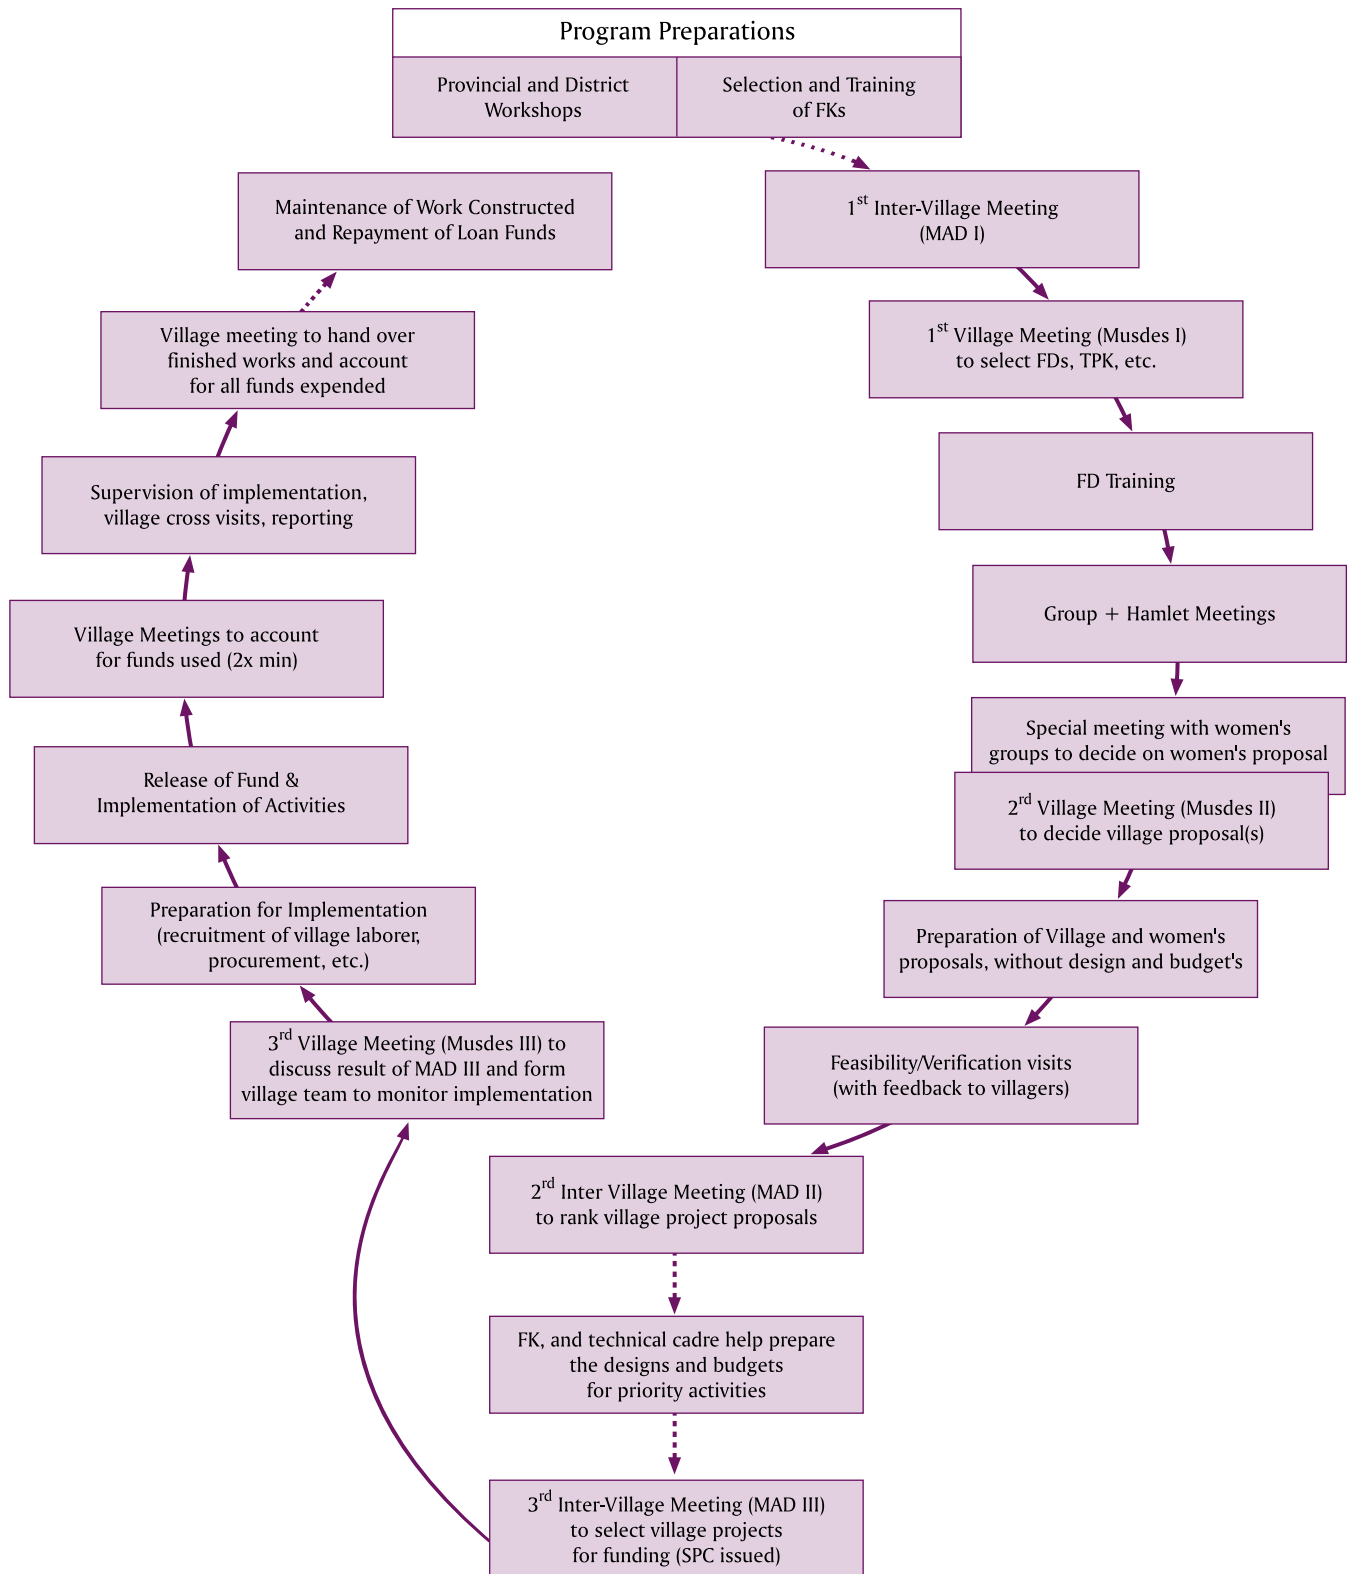 Program Preparations
Provincial and District
Workshops
Selection and Training
of FKs
1st Inter-Village Meeting
(MAD I)
1st Village Meeting (Musdes I)
to select FDs, TPK, etc.
FD Training
Group + Hamlet Meetings
Special meeting with women's
groups to decide on women's proposal
2rd Village Meeting (Musdes II)
to decide village proposal(s)
Preparation of Village and women's
proposals, without design and budget's
Feasibility/Verification visits
(with feedback to villagers)
2rd Inter Village Meeting (MAD II)
to rank village project proposals
FK, and technical cadre help prepare
the designs and budgets
for priority activities
3rd Inter-Village Meeting (MAD III)
to select village projects
for funding (SPC issued)
3rd Village Meeting (Musdes III) to
discuss result of MAD III and form
village team to monitor implementation
Preparation for Implementation
(recruitment of village laborer,
procurement, etc.)
Release of Fund &
Implementation of Activities
Village Meetings to account
for funds used (2x min)
Supervision of implementation,
village cross visits, reporting
Village meeting to hand over
finished works and account
for all funds expended
Maintenance of Work Constructed
and Repayment of Loan Funds